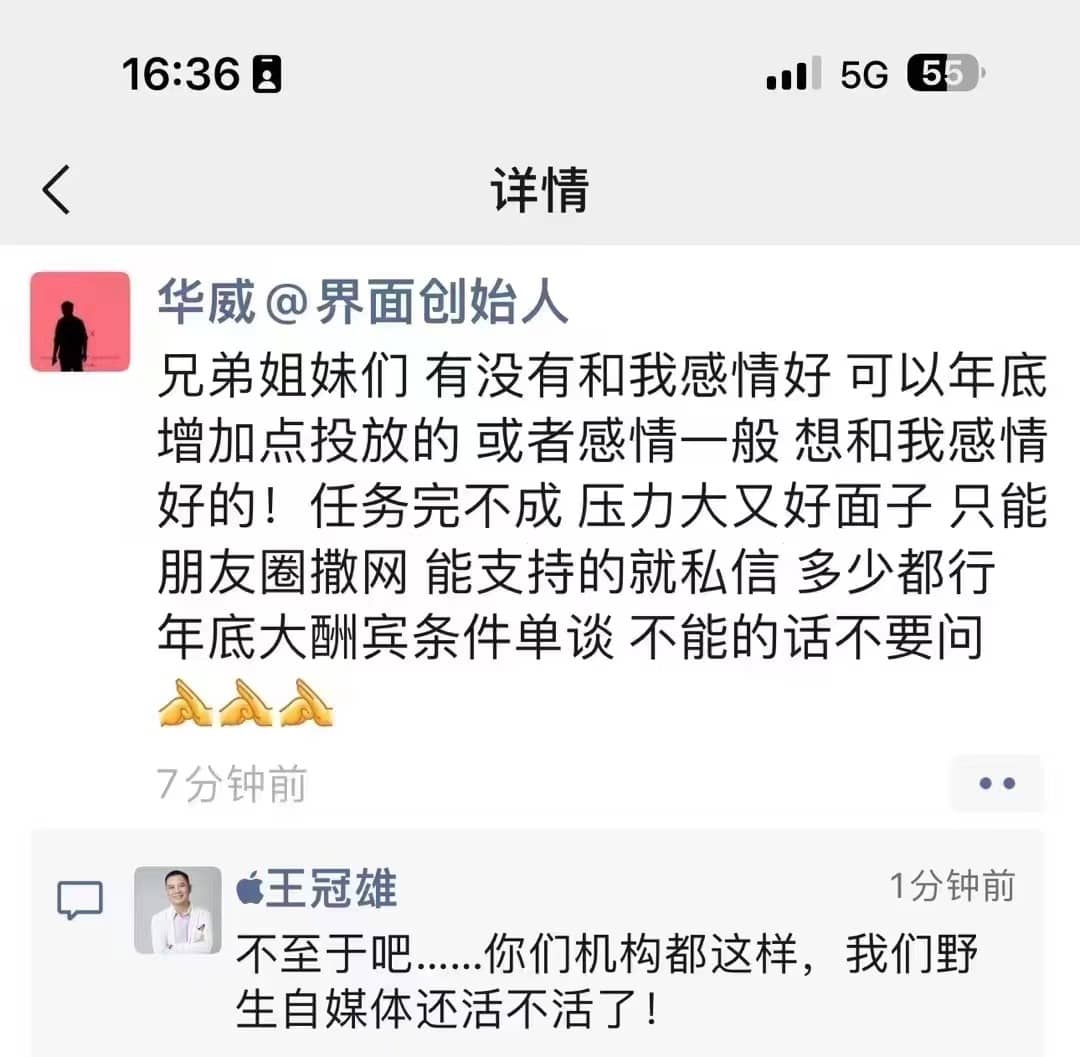 16:36 5G 55
详情
华威@界面创始人
兄弟姐妹们 有没有和我感情好 可以年底
增加点投放的 或者感情一般 想和我感情
好的！任务完不成 压力大又好面子 只能
朋友圈撒网 能支持的就私信 多少都行
年底大酬宾条件单谈 不能的话不要问
7分钟前
王冠雄 1分钟前
不至于吧......你们机构都这样，我们野
生自媒体还活不活了！